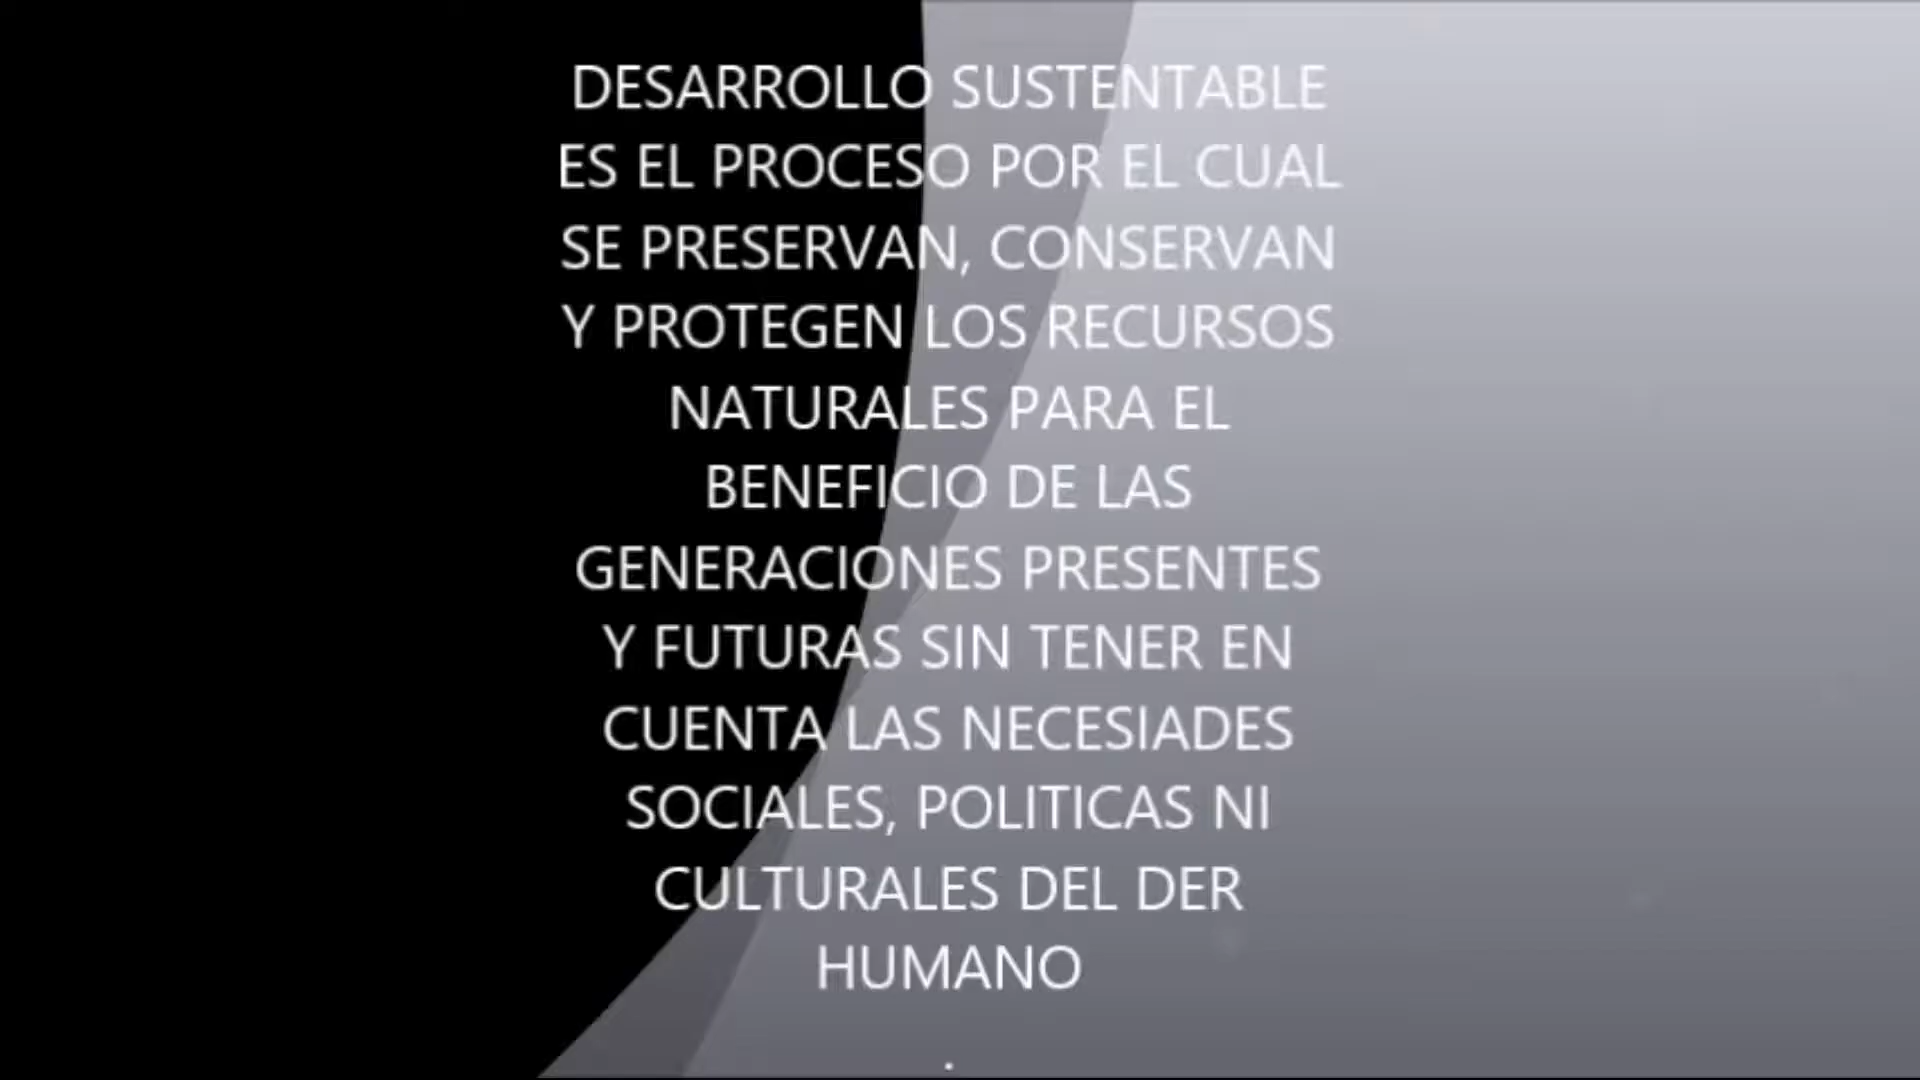 DESARROLLO SUSTENTABLE
ES EL PROCESO POR EL CUAL
SE PRESERVAN, CONSERVAN
Y PROTEGEN LOS RECURSOS
NATURALES PARA EL
BENEFICIO DE LAS
GENERACIONES PRESENTES
Y FUTURAS SIN TENER EN
CUENTA LAS NECESIADES
SOCIALES, POLITICAS NI
CULTURALES DEL DER
HUMANO